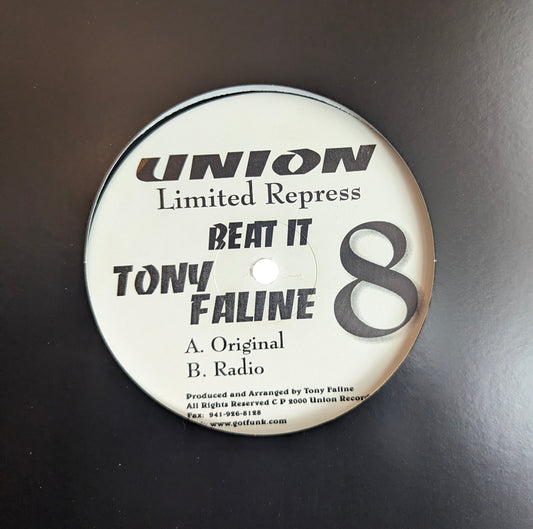 UNION
Limited Repress
BEAT IT
TONY
FALINE
8
A. Original
B. Radio
Produced and Arranged by Tony Faline
All Rights Reserved C P 2000 Union
Fax: 941-926-8128
www.gotfunk.com